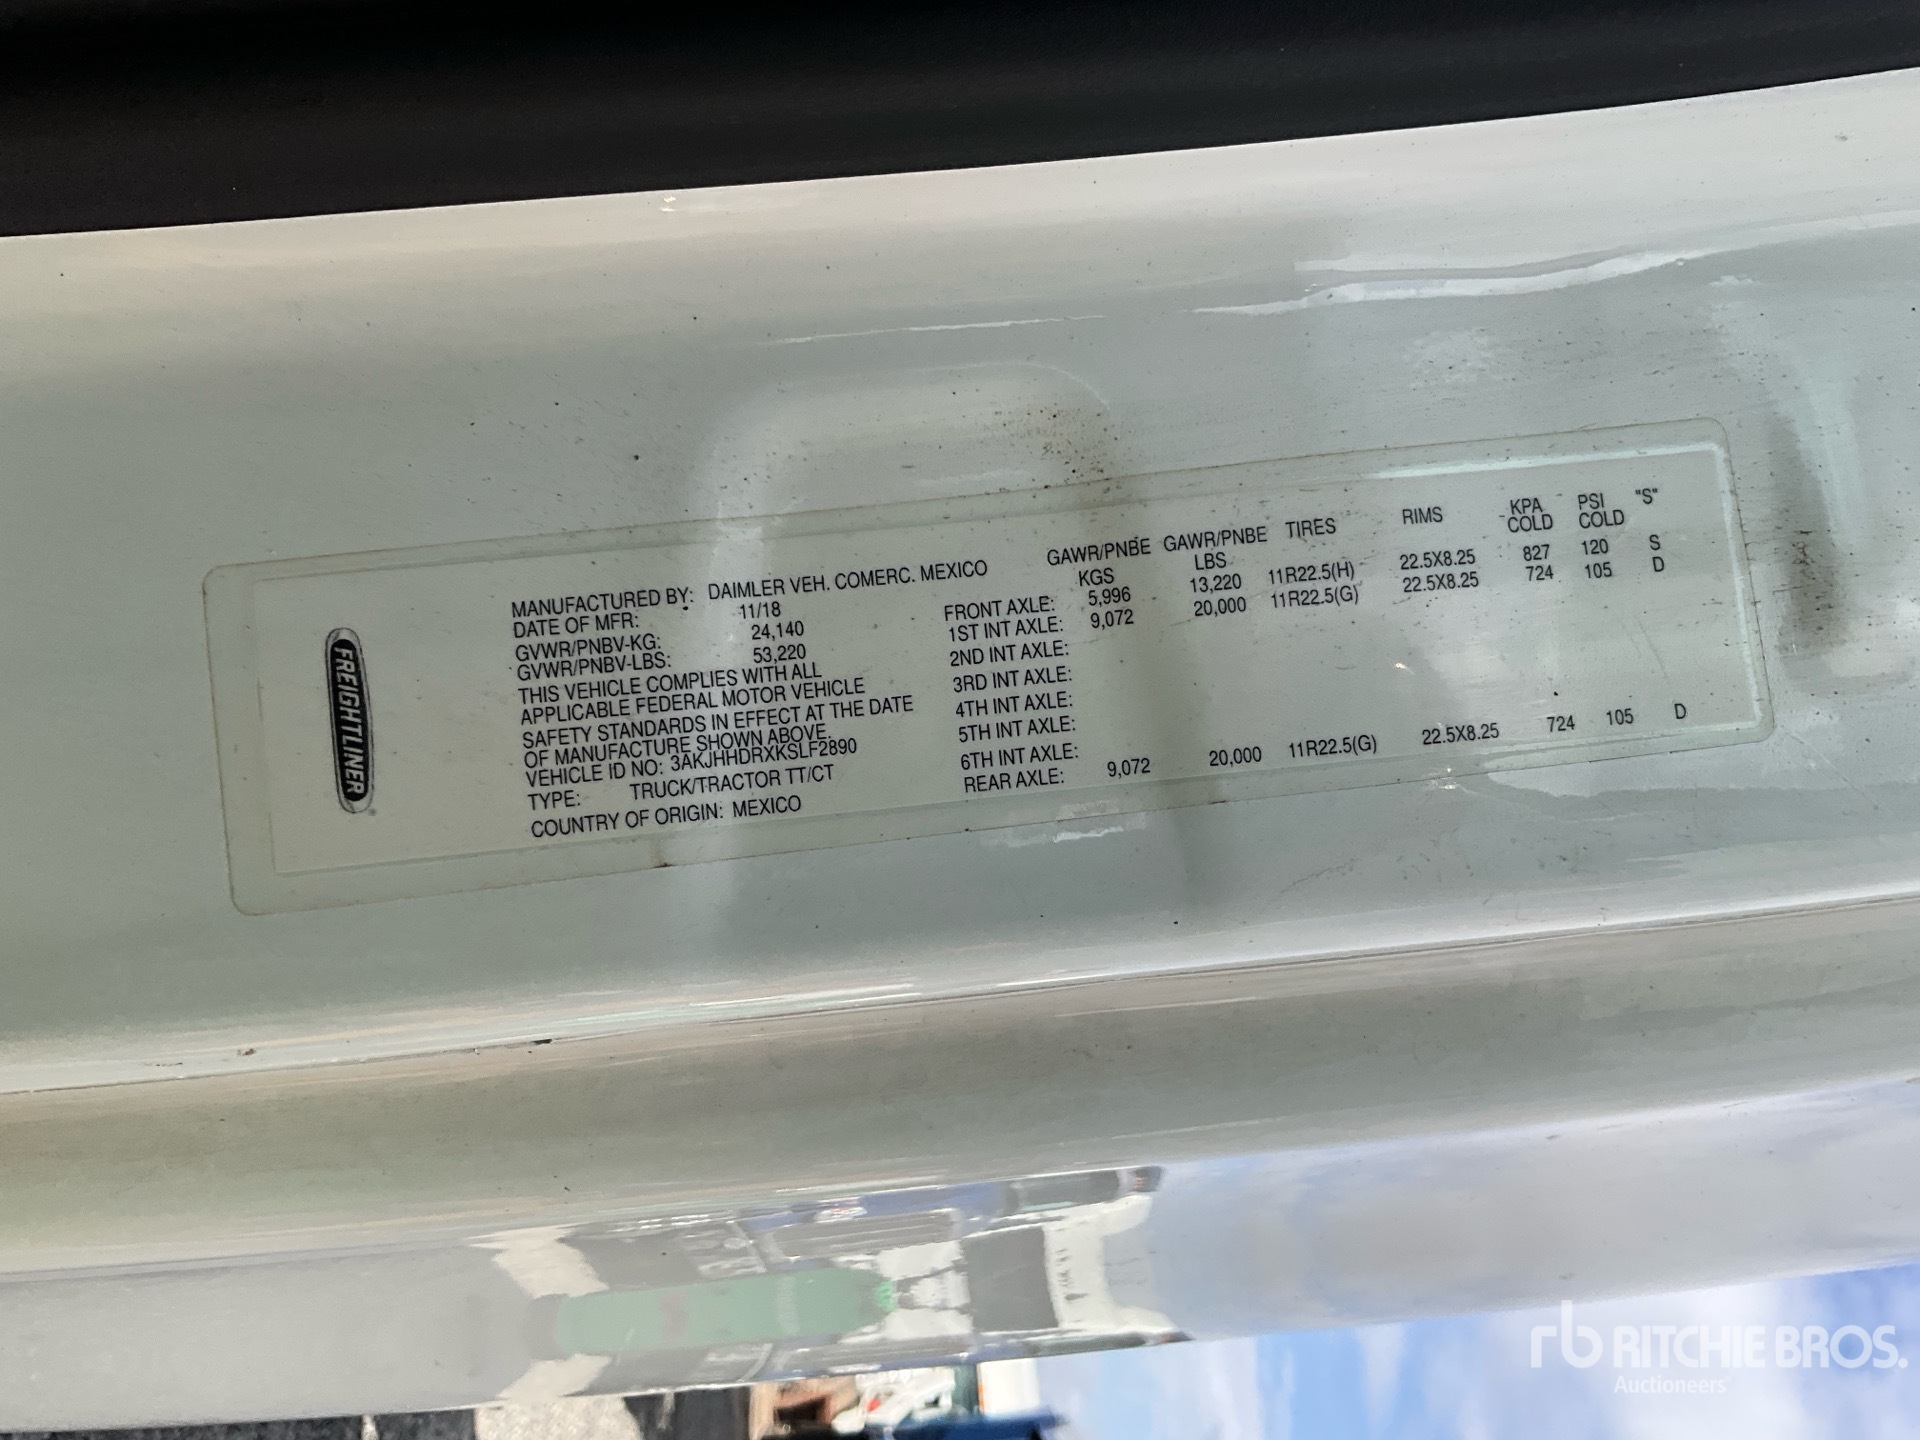 FREIGHTLINER
MANUFACTURED BY: DAIMLER VEH. COMERC. MEXICO
DATE OF MFR: 11/18
GVWR/PNBV-KG: 24,140
GVWR/PNBV-LBS: 53,220
THIS VEHICLE COMPLIES WITH ALL
APPLICABLE FEDERAL MOTOR VEHICLE
SAFETY STANDARDS IN EFFECT AT THE DATE
OF MANUFACTURE SHOWN ABOVE.
VEHICLE ID NO: 3AKJHHDRXKSLF2890
TYPE: TRUCK/TRACTOR TT/CT
COUNTRY OF ORIGIN: MEXICO
GAWR/PNBE KGS GAWR/PNBE LBS TIRES RIMS KPA COLD PSI COLD "S"
FRONT AXLE: 5,996 13,220 11R22.5(H) 22.5X8.25 827 120 S
1ST INT AXLE: 9,072 20,000 11R22.5(G) 22.5X8.25 724 105 D
2ND INT AXLE:
3RD INT AXLE:
4TH INT AXLE:
5TH INT AXLE:
6TH INT AXLE:
REAR AXLE: 9,072 20,000 11R22.5(G) 22.5X8.25 724 105 D
rb RITCHIE BROS.
Auctioneers